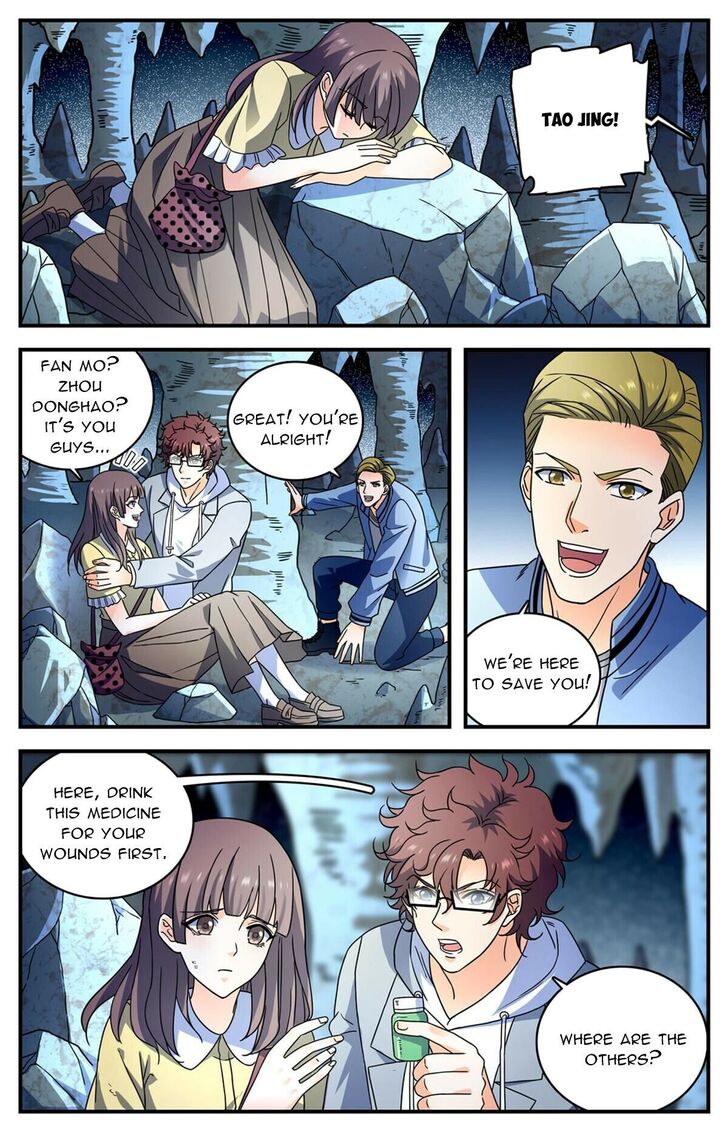 TAO JING!
FAN MO?
ZHOU
DONGHAO?
IT'S YOU
GUYS...
GREAT! YOU'RE
ALRIGHT!
WE'RE HERE
TO SAVE YOU!
HERE, DRINK
THIS MEDICINE
FOR YOUR
WOUNDS FIRST.
WHERE ARE THE
OTHERS?